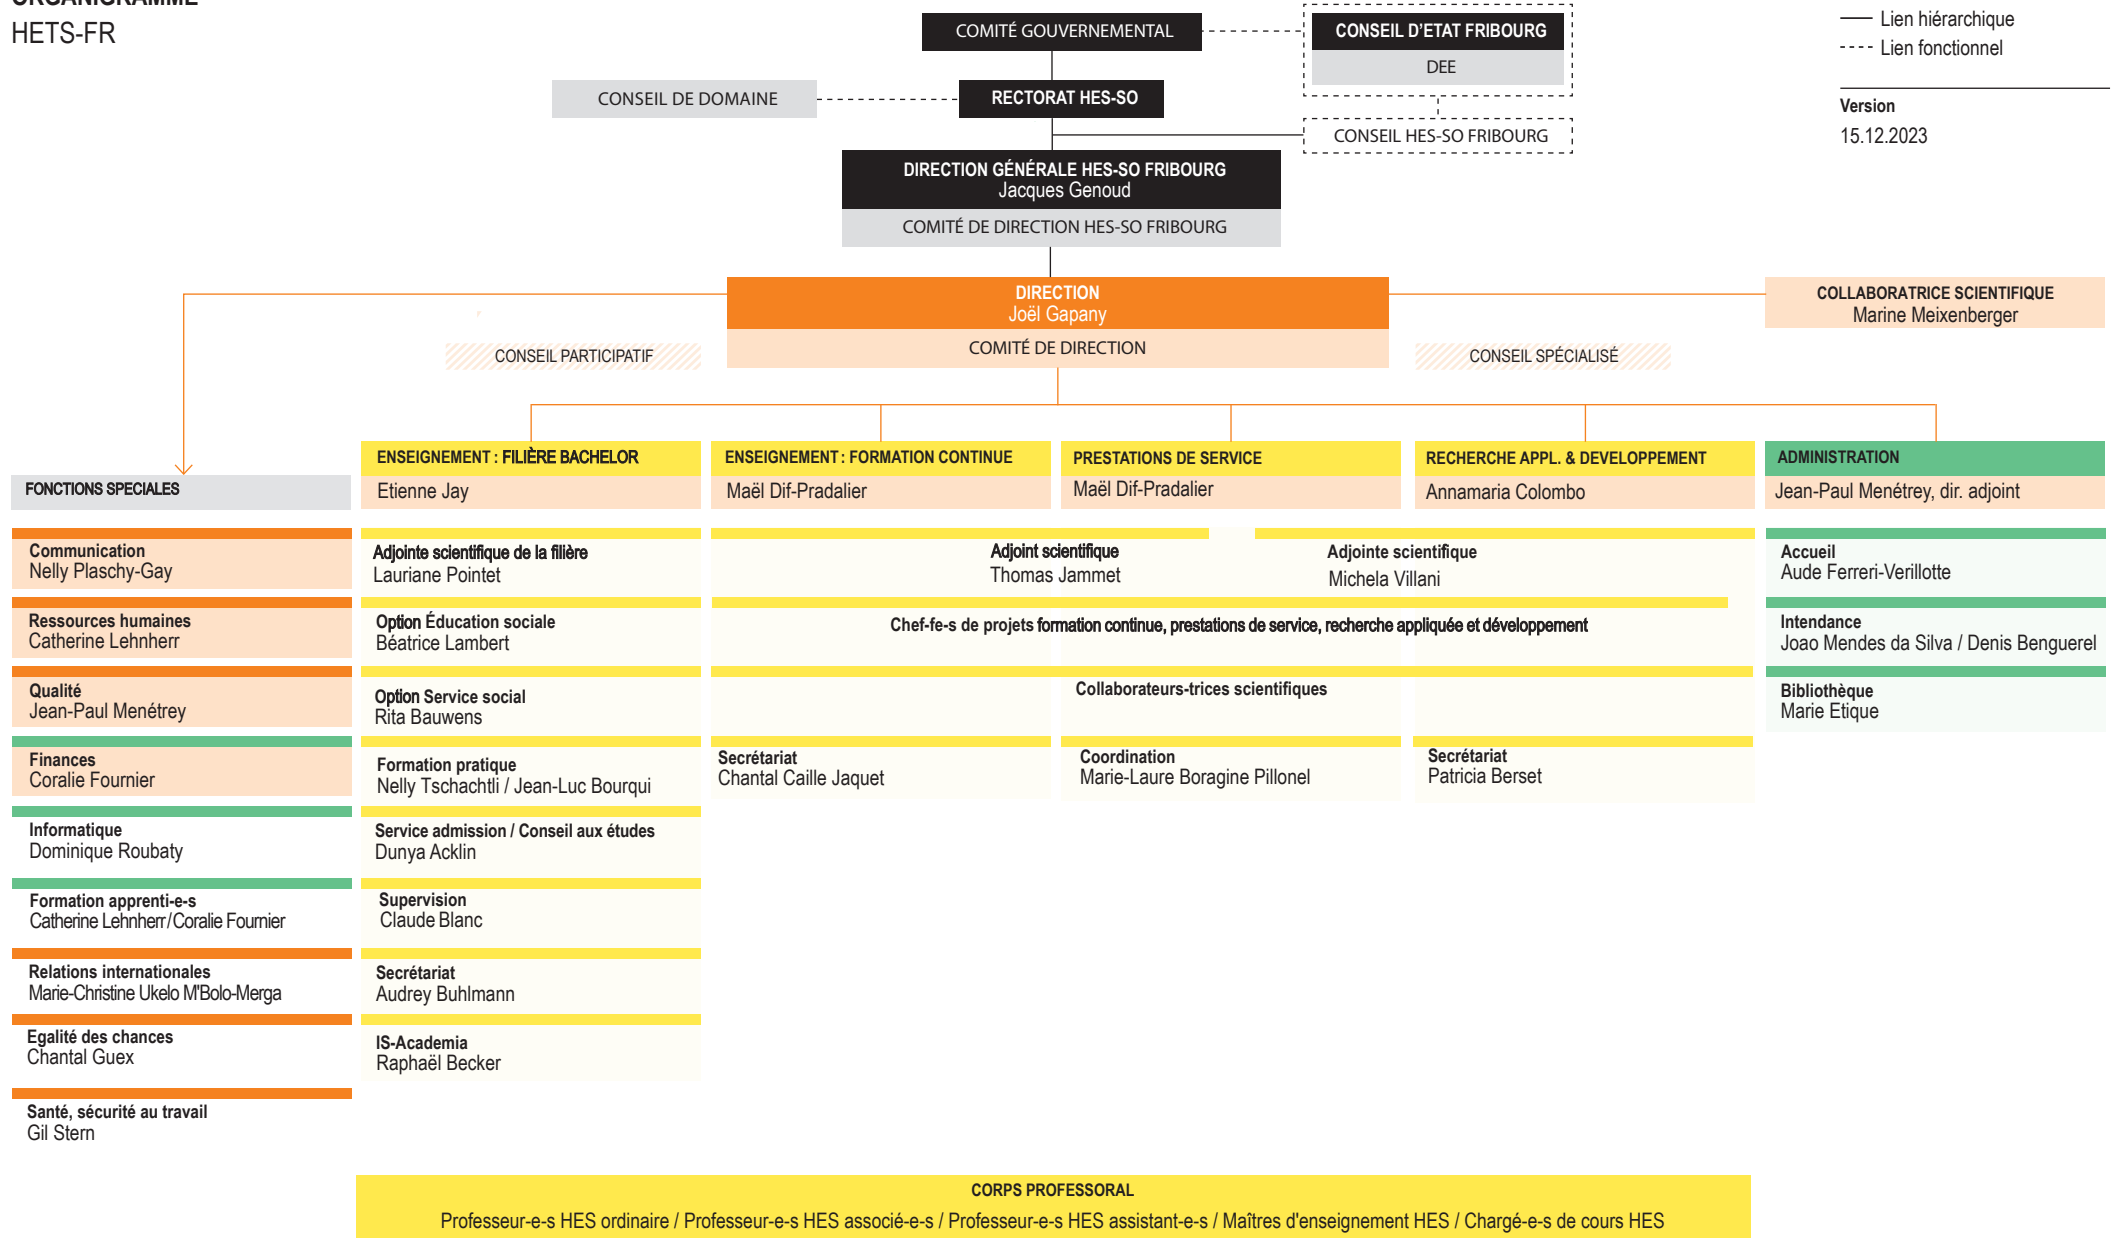 ORGANIGRAMME
HETS-FR
COMITÉ GOUVERNEMENTAL
CONSEIL D'ETAT FRIBOURG
DEE
Lien hiérarchique
Lien fonctionnel
CONSEIL DE DOMAINE
RECTORAT HES-SO
Version
15.12.2023
CONSEIL HES-SO FRIBOURG
DIRECTION GÉNÉRALE HES-SO FRIBOURG
Jacques Genoud
COMITÉ DE DIRECTION HES-SO FRIBOURG
DIRECTION
Joël Gapany
COMITÉ DE DIRECTION
COLLABORATRICE SCIENTIFIQUE
Marine Meixenberger
CONSEIL PARTICIPATIF
CONSEIL SPÉCIALISÉ
FONCTIONS SPECIALES
Communication
Nelly Plaschy-Gay
Ressources humaines
Catherine Lehnherr
Qualité
Jean-Paul Menétrey
Finances
Coralie Fournier
Informatique
Dominique Roubaty
Formation apprenti-e-s
Catherine Lehnherr/Coralie Fournier
Relations internationales
Marie-Christine Ukelo M'Bolo-Merga
Egalité des chances
Chantal Guex
Santé, sécurité au travail
Gil Stern
ENSEIGNEMENT : FILIÈRE BACHELOR
Etienne Jay
Adjointe scientifique de la filière
Lauriane Pointet
Option Éducation sociale
Béatrice Lambert
Option Service social
Rita Bauwens
Formation pratique
Nelly Tschachtli / Jean-Luc Bourqui
Service admission / Conseil aux études
Dunya Acklin
Supervision
Claude Blanc
Secrétariat
Audrey Buhlmann
IS-Academia
Raphaël Becker
ENSEIGNEMENT : FORMATION CONTINUE
Maël Dif-Pradalier
PRESTATIONS DE SERVICE
Maël Dif-Pradalier
RECHERCHE APPL. & DEVELOPPEMENT
Annamaria Colombo
Adjoint scientifique
Thomas Jammet
Adjointe scientifique
Michela Villani
Chef-fe-s de projets formation continue, prestations de service, recherche appliquée et développement
Collaborateurs-trices scientifiques
Secrétariat
Chantal Caille Jaquet
Coordination
Marie-Laure Boragine Pillonel
Secrétariat
Patricia Berset
ADMINISTRATION
Jean-Paul Menétrey, dir. adjoint
Accueil
Aude Ferreri-Verillotte
Intendance
Joao Mendes da Silva / Denis Benguerel
Bibliothèque
Marie Etique
CORPS PROFESSORAL
Professeur-e-s HES ordinaire / Professeur-e-s HES associé-e-s / Professeur-e-s HES assistant-e-s / Maîtres d'enseignement HES / Chargé-e-s de cours HES